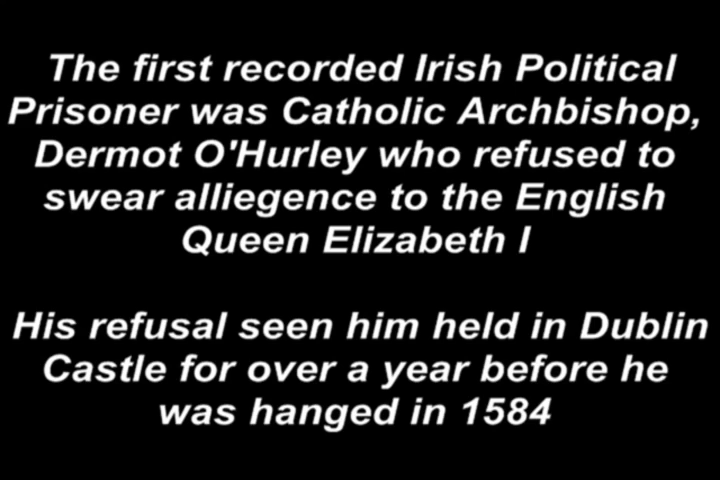 The first recorded Irish Political
Prisoner was Catholic Archbishop,
Dermot O'Hurley who refused to
swear alliegence to the English
Queen Elizabeth I
His refusal seen him held in Dublin
Castle for over a year before he
was hanged in 1584